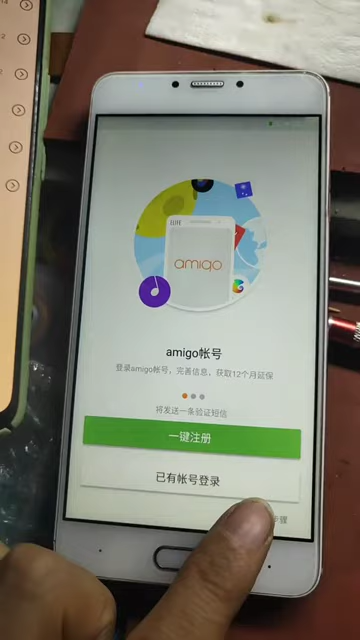 amigo
amigo帐号
登录amigo帐号，完善信息，获取12个月延保
将发送一条验证短信
一键注册
已有帐号登录
步骤